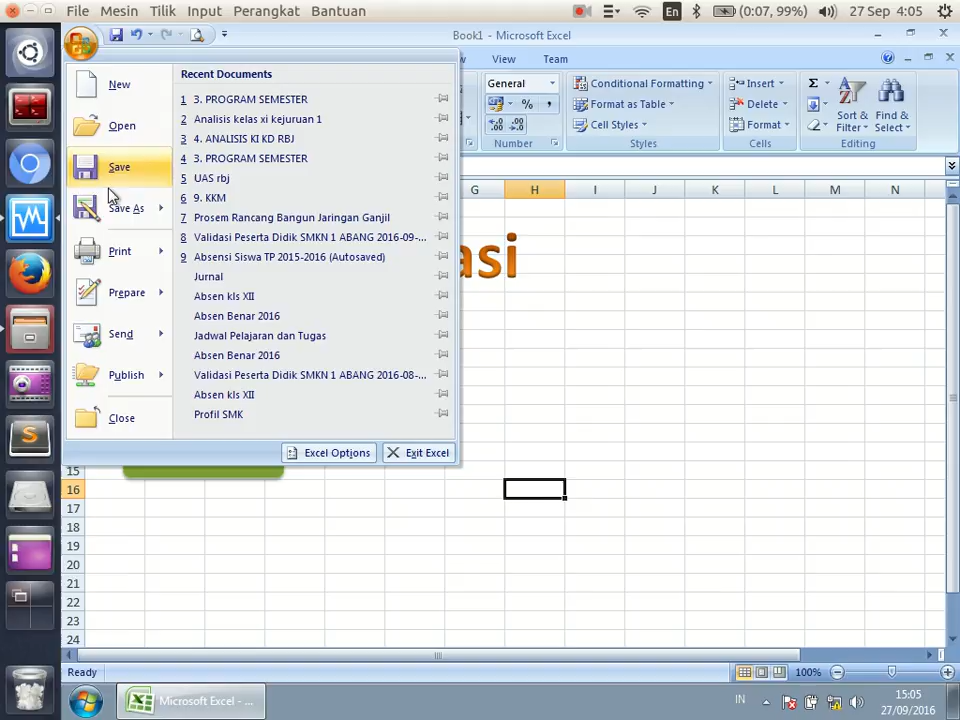 File Mesin Tilik Input Perangkat Bantuan
En (0:07, 99%) 27 Sep 4:05
Book1 - Microsoft Excel
View Team
General
% ,
Number
Conditional Formatting
Format as Table
Cell Styles
Styles
Insert
Delete
Format
Cells
Σ
Sort & Filter
Find & Select
Editing
New
Open
Save
Save As
Print
Prepare
Send
Publish
Close
Recent Documents
1 3. PROGRAM SEMESTER
2 Analisis kelas xi kejuruan 1
3 4. ANALISIS KI KD RBJ
4 3. PROGRAM SEMESTER
5 UAS rbj
6 9. KKM
7 Prosem Rancang Bangun Jaringan Ganjil
8 Validasi Peserta Didik SMKN 1 ABANG 2016-09-...
9 Absensi Siswa TP 2015-2016 (Autosaved)
Jurnal
Absen kls XII
Absen Benar 2016
Jadwal Pelajaran dan Tugas
Absen Benar 2016
Validasi Peserta Didik SMKN 1 ABANG 2016-08-...
Absen kls XII
Profil SMK
Excel Options
Exit Excel
G H I J K L M N
asi
15
16
17
18
19
20
21
22
23
24
Ready
100%
Microsoft Excel - ...
IN
15:05
27/09/2016